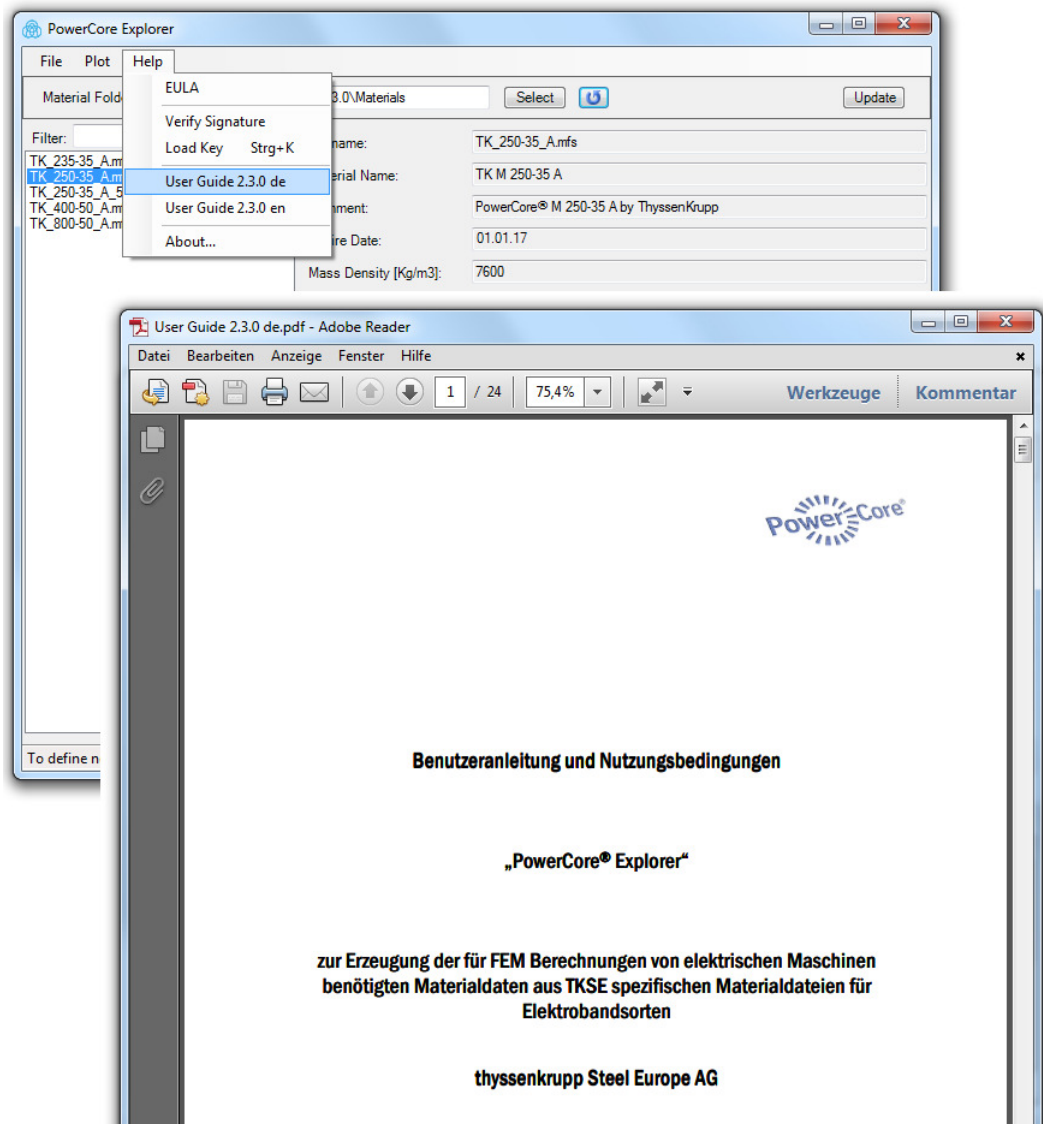 PowerCore Explorer
File Plot Help
Material Folde 3.0\Materials Select Update
EULA
Verify Signature
Load Key Strg+K
User Guide 2.3.0 de
User Guide 2.3.0 en
About...
Filter:
TK_235-35_A.m
TK_250-35_A.m
TK_250-35_A_5
TK_400-50_A.m
TK_800-50_A.m
name: TK_250-35_A.mfs
erial Name: TK M 250-35 A
ment: PowerCore® M 250-35 A by ThyssenKrupp
ire Date: 01.01.17
Mass Density [Kg/m3]: 7600
To define n
User Guide 2.3.0 de.pdf - Adobe Reader
Datei Bearbeiten Anzeige Fenster Hilfe
1 / 24 75,4% Werkzeuge Kommentar
Power Core®
Benutzeranleitung und Nutzungsbedingungen
„PowerCore® Explorer“
zur Erzeugung der für FEM Berechnungen von elektrischen Maschinen
benötigten Materialdaten aus TKSE spezifischen Materialdateien für
Elektrobandsorten
thyssenkrupp Steel Europe AG